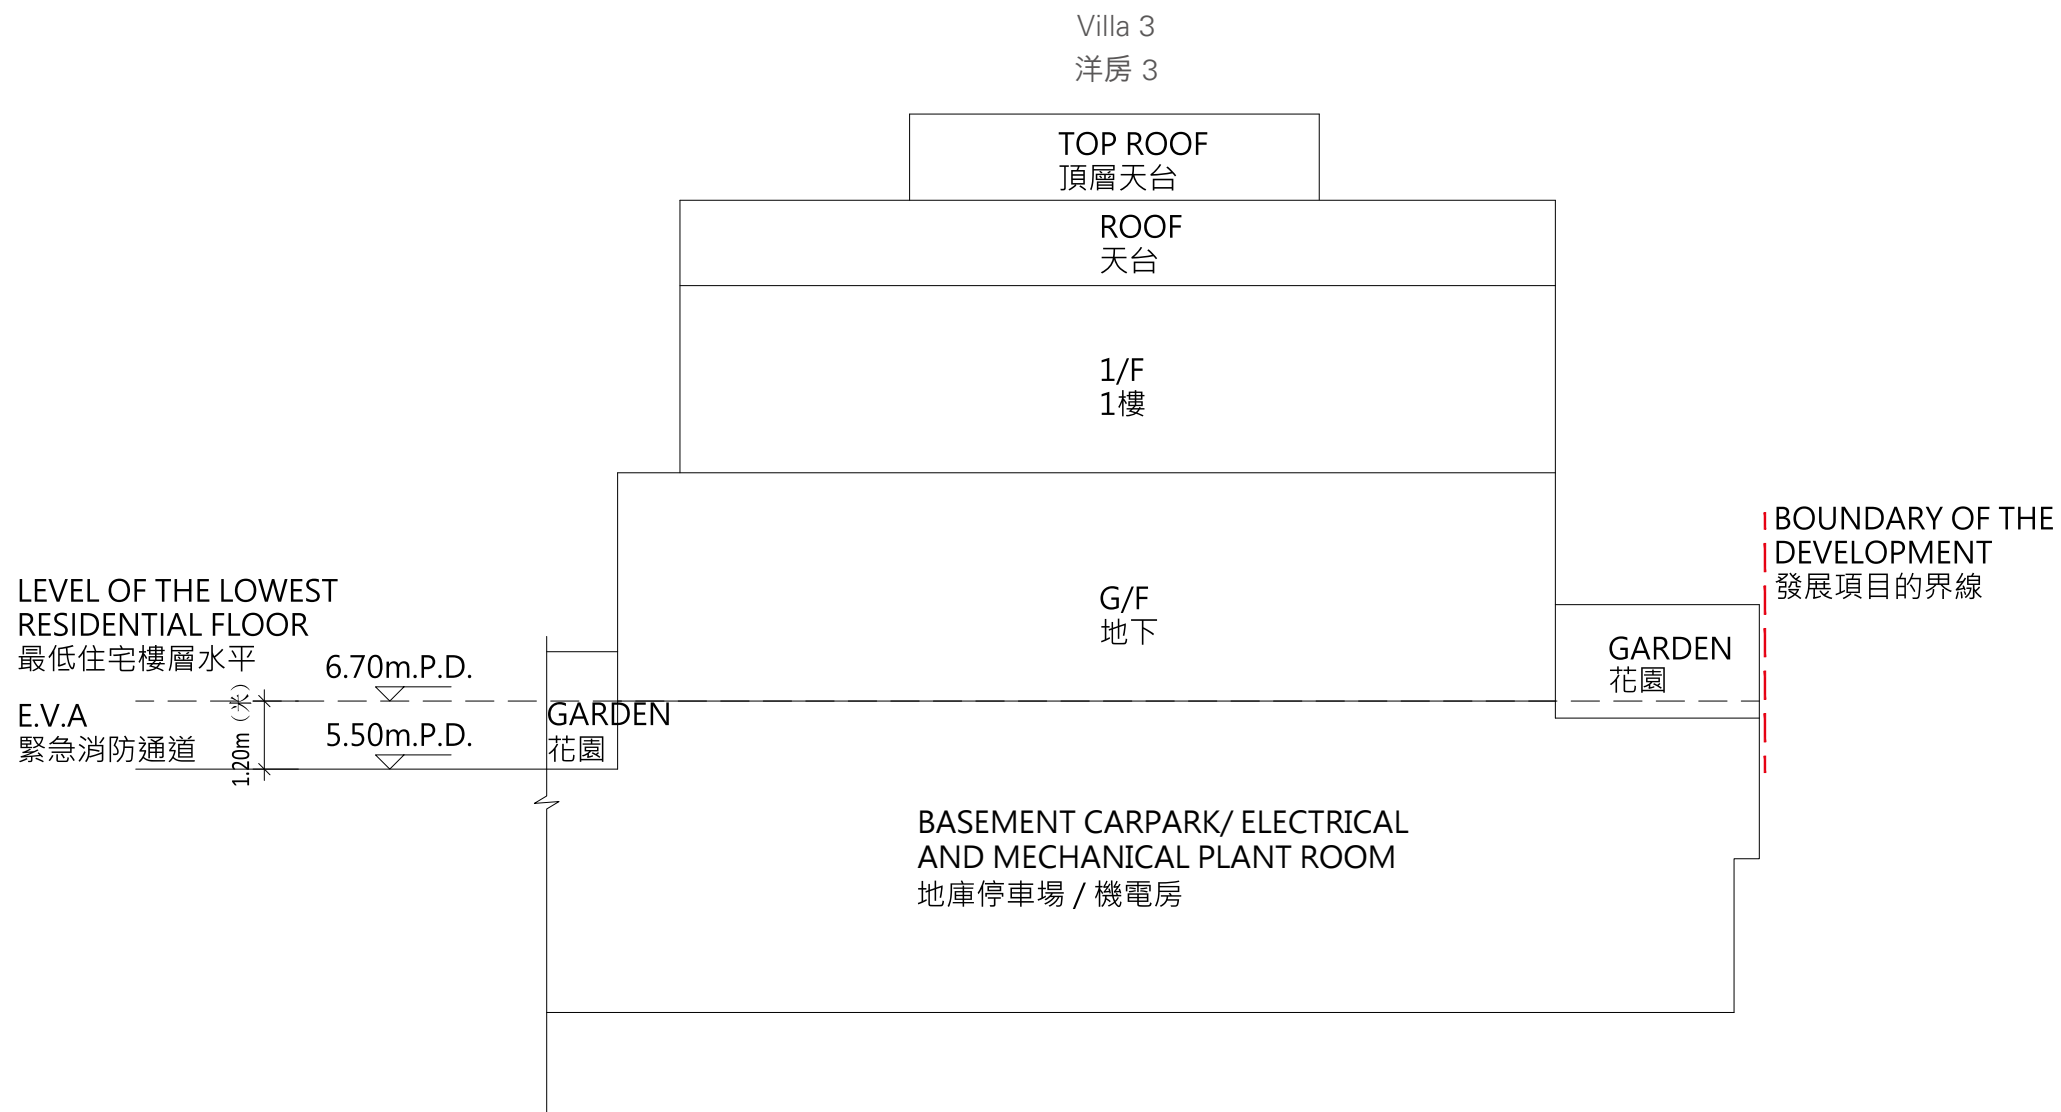 Villa 3
洋房 3
TOP ROOF
頂層天台
ROOF
天台
1/F
1樓
BOUNDARY OF THE
DEVELOPMENT
發展項目的界線
LEVEL OF THE LOWEST
RESIDENTIAL FLOOR
最低住宅樓層水平
6.70m.P.D.
G/F
地下
GARDEN
花園
E.V.A
緊急消防通道
1.20m（米）
5.50m.P.D.
GARDEN
花園
BASEMENT CARPARK/ ELECTRICAL
AND MECHANICAL PLANT ROOM
地庫停車場 / 機電房